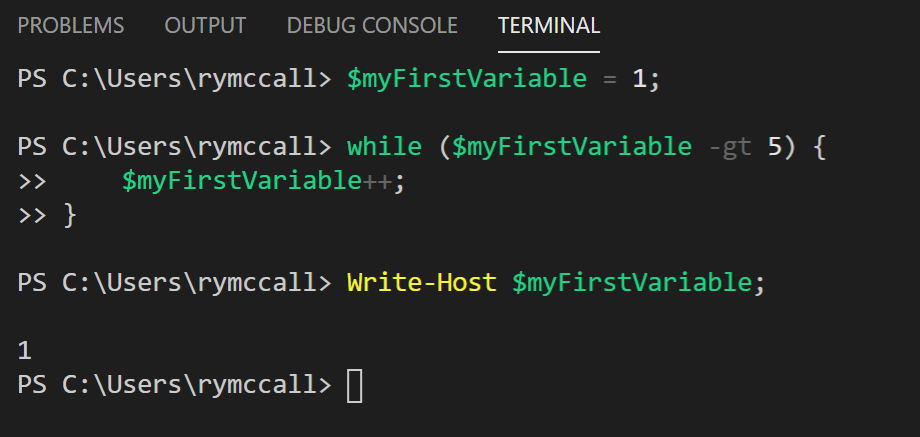 PROBLEMS OUTPUT DEBUG CONSOLE TERMINAL
PS C:\Users\rymccall> $myFirstVariable = 1;
PS C:\Users\rymccall> while ($myFirstVariable -gt 5) {
>>     $myFirstVariable++;
>> }
PS C:\Users\rymccall> Write-Host $myFirstVariable;
1
PS C:\Users\rymccall>